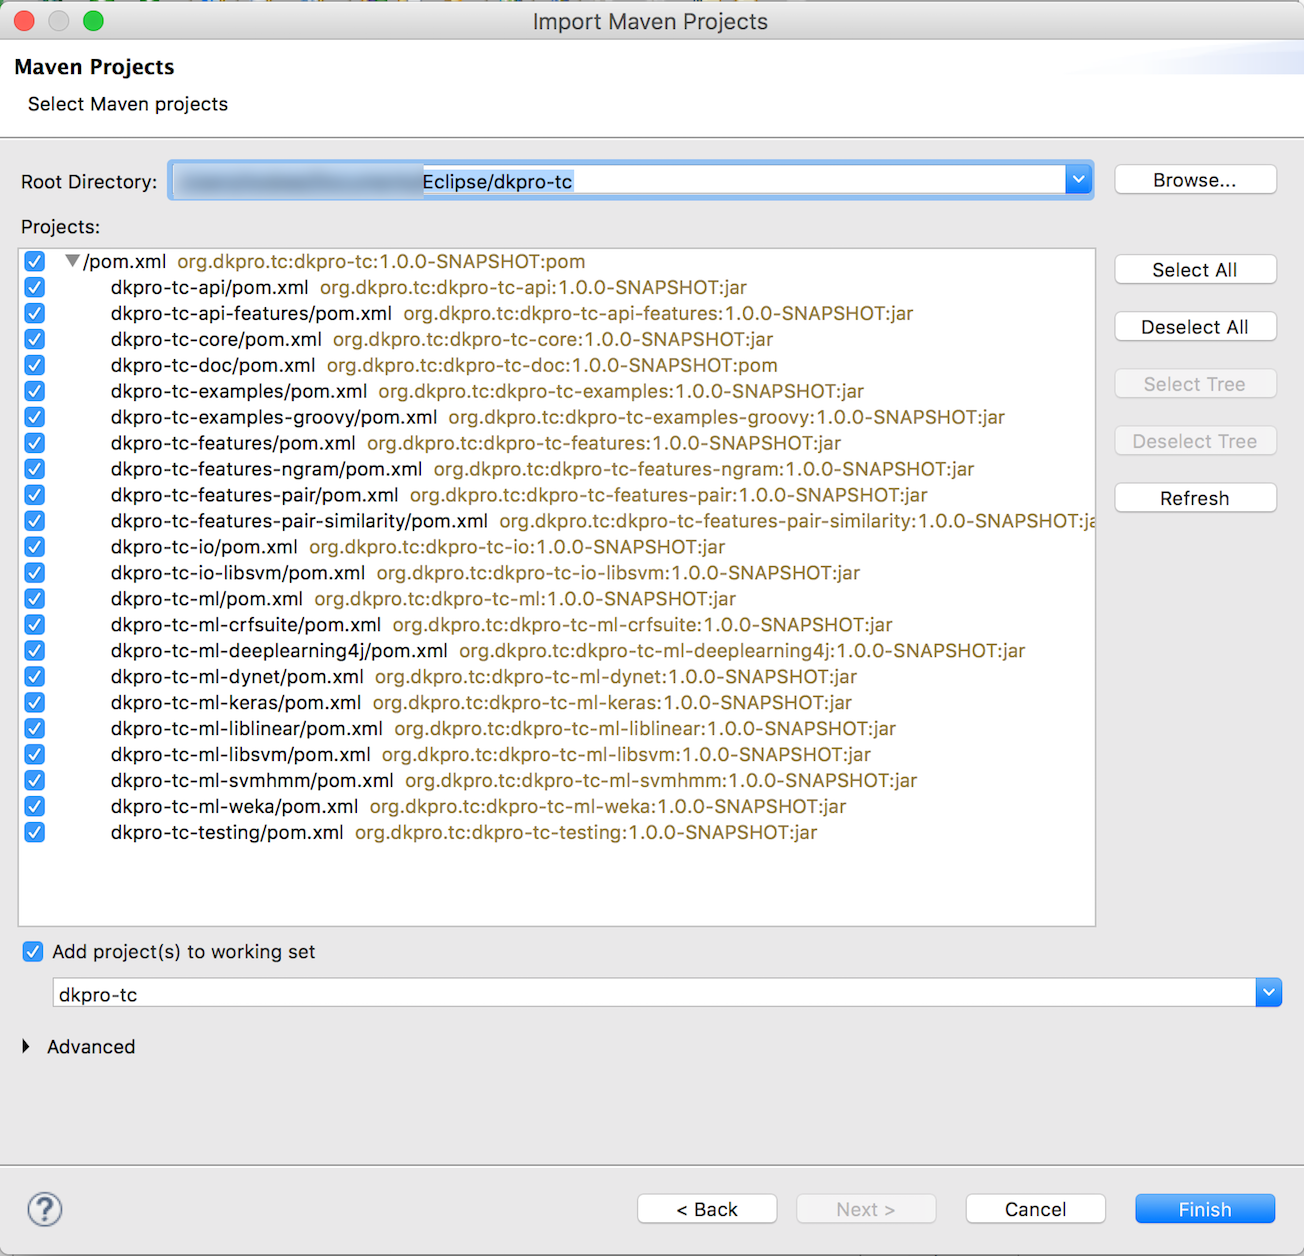 Import Maven Projects
Maven Projects
Select Maven projects
Root Directory: Eclipse/dkpro-tc Browse...
Projects:
/pom.xml org.dkpro.tc:dkpro-tc:1.0.0-SNAPSHOT:pom
dkpro-tc-api/pom.xml org.dkpro.tc:dkpro-tc-api:1.0.0-SNAPSHOT:jar
dkpro-tc-api-features/pom.xml org.dkpro.tc:dkpro-tc-api-features:1.0.0-SNAPSHOT:jar
dkpro-tc-core/pom.xml org.dkpro.tc:dkpro-tc-core:1.0.0-SNAPSHOT:jar
dkpro-tc-doc/pom.xml org.dkpro.tc:dkpro-tc-doc:1.0.0-SNAPSHOT:pom
dkpro-tc-examples/pom.xml org.dkpro.tc:dkpro-tc-examples:1.0.0-SNAPSHOT:jar
dkpro-tc-examples-groovy/pom.xml org.dkpro.tc:dkpro-tc-examples-groovy:1.0.0-SNAPSHOT:jar
dkpro-tc-features/pom.xml org.dkpro.tc:dkpro-tc-features:1.0.0-SNAPSHOT:jar
dkpro-tc-features-ngram/pom.xml org.dkpro.tc:dkpro-tc-features-ngram:1.0.0-SNAPSHOT:jar
dkpro-tc-features-pair/pom.xml org.dkpro.tc:dkpro-tc-features-pair:1.0.0-SNAPSHOT:jar
dkpro-tc-features-pair-similarity/pom.xml org.dkpro.tc:dkpro-tc-features-pair-similarity:1.0.0-SNAPSHOT:ja
dkpro-tc-io/pom.xml org.dkpro.tc:dkpro-tc-io:1.0.0-SNAPSHOT:jar
dkpro-tc-io-libsvm/pom.xml org.dkpro.tc:dkpro-tc-io-libsvm:1.0.0-SNAPSHOT:jar
dkpro-tc-ml/pom.xml org.dkpro.tc:dkpro-tc-ml:1.0.0-SNAPSHOT:jar
dkpro-tc-ml-crfsuite/pom.xml org.dkpro.tc:dkpro-tc-ml-crfsuite:1.0.0-SNAPSHOT:jar
dkpro-tc-ml-deeplearning4j/pom.xml org.dkpro.tc:dkpro-tc-ml-deeplearning4j:1.0.0-SNAPSHOT:jar
dkpro-tc-ml-dynet/pom.xml org.dkpro.tc:dkpro-tc-ml-dynet:1.0.0-SNAPSHOT:jar
dkpro-tc-ml-keras/pom.xml org.dkpro.tc:dkpro-tc-ml-keras:1.0.0-SNAPSHOT:jar
dkpro-tc-ml-liblinear/pom.xml org.dkpro.tc:dkpro-tc-ml-liblinear:1.0.0-SNAPSHOT:jar
dkpro-tc-ml-libsvm/pom.xml org.dkpro.tc:dkpro-tc-ml-libsvm:1.0.0-SNAPSHOT:jar
dkpro-tc-ml-svmhmm/pom.xml org.dkpro.tc:dkpro-tc-ml-svmhmm:1.0.0-SNAPSHOT:jar
dkpro-tc-ml-weka/pom.xml org.dkpro.tc:dkpro-tc-ml-weka:1.0.0-SNAPSHOT:jar
dkpro-tc-testing/pom.xml org.dkpro.tc:dkpro-tc-testing:1.0.0-SNAPSHOT:jar
Select All
Deselect All
Select Tree
Deselect Tree
Refresh
Add project(s) to working set
dkpro-tc
Advanced
? < Back Next > Cancel Finish